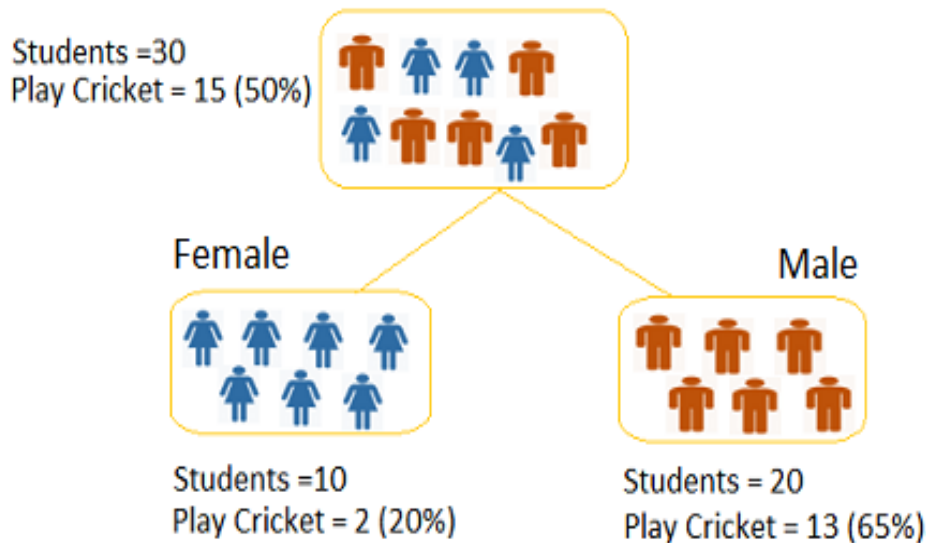 Students =30
Play Cricket = 15 (50%)
Female
Male
Students =10
Play Cricket = 2 (20%)
Students = 20
Play Cricket = 13 (65%)